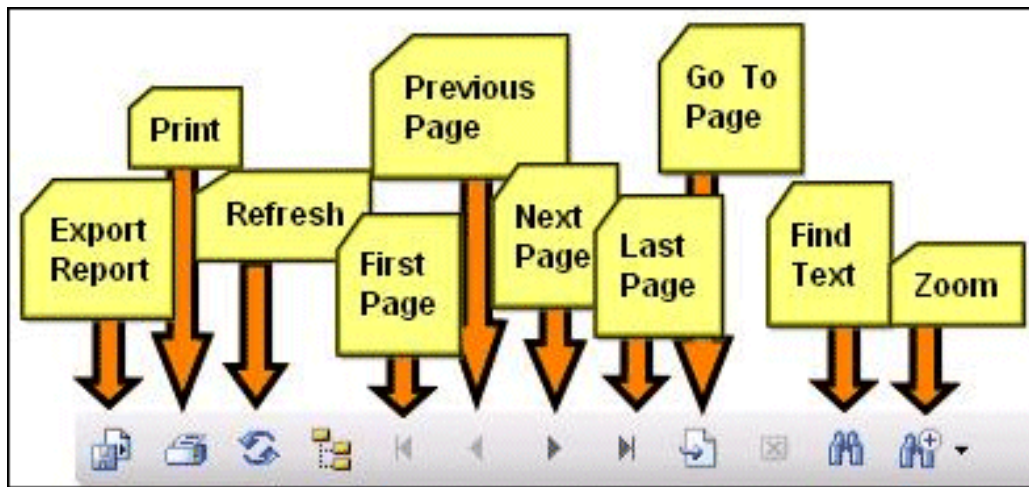 Export
Report
Print
Refresh
First
Page
Previous
Page
Next
Page
Last
Page
Go To
Page
Find
Text
Zoom